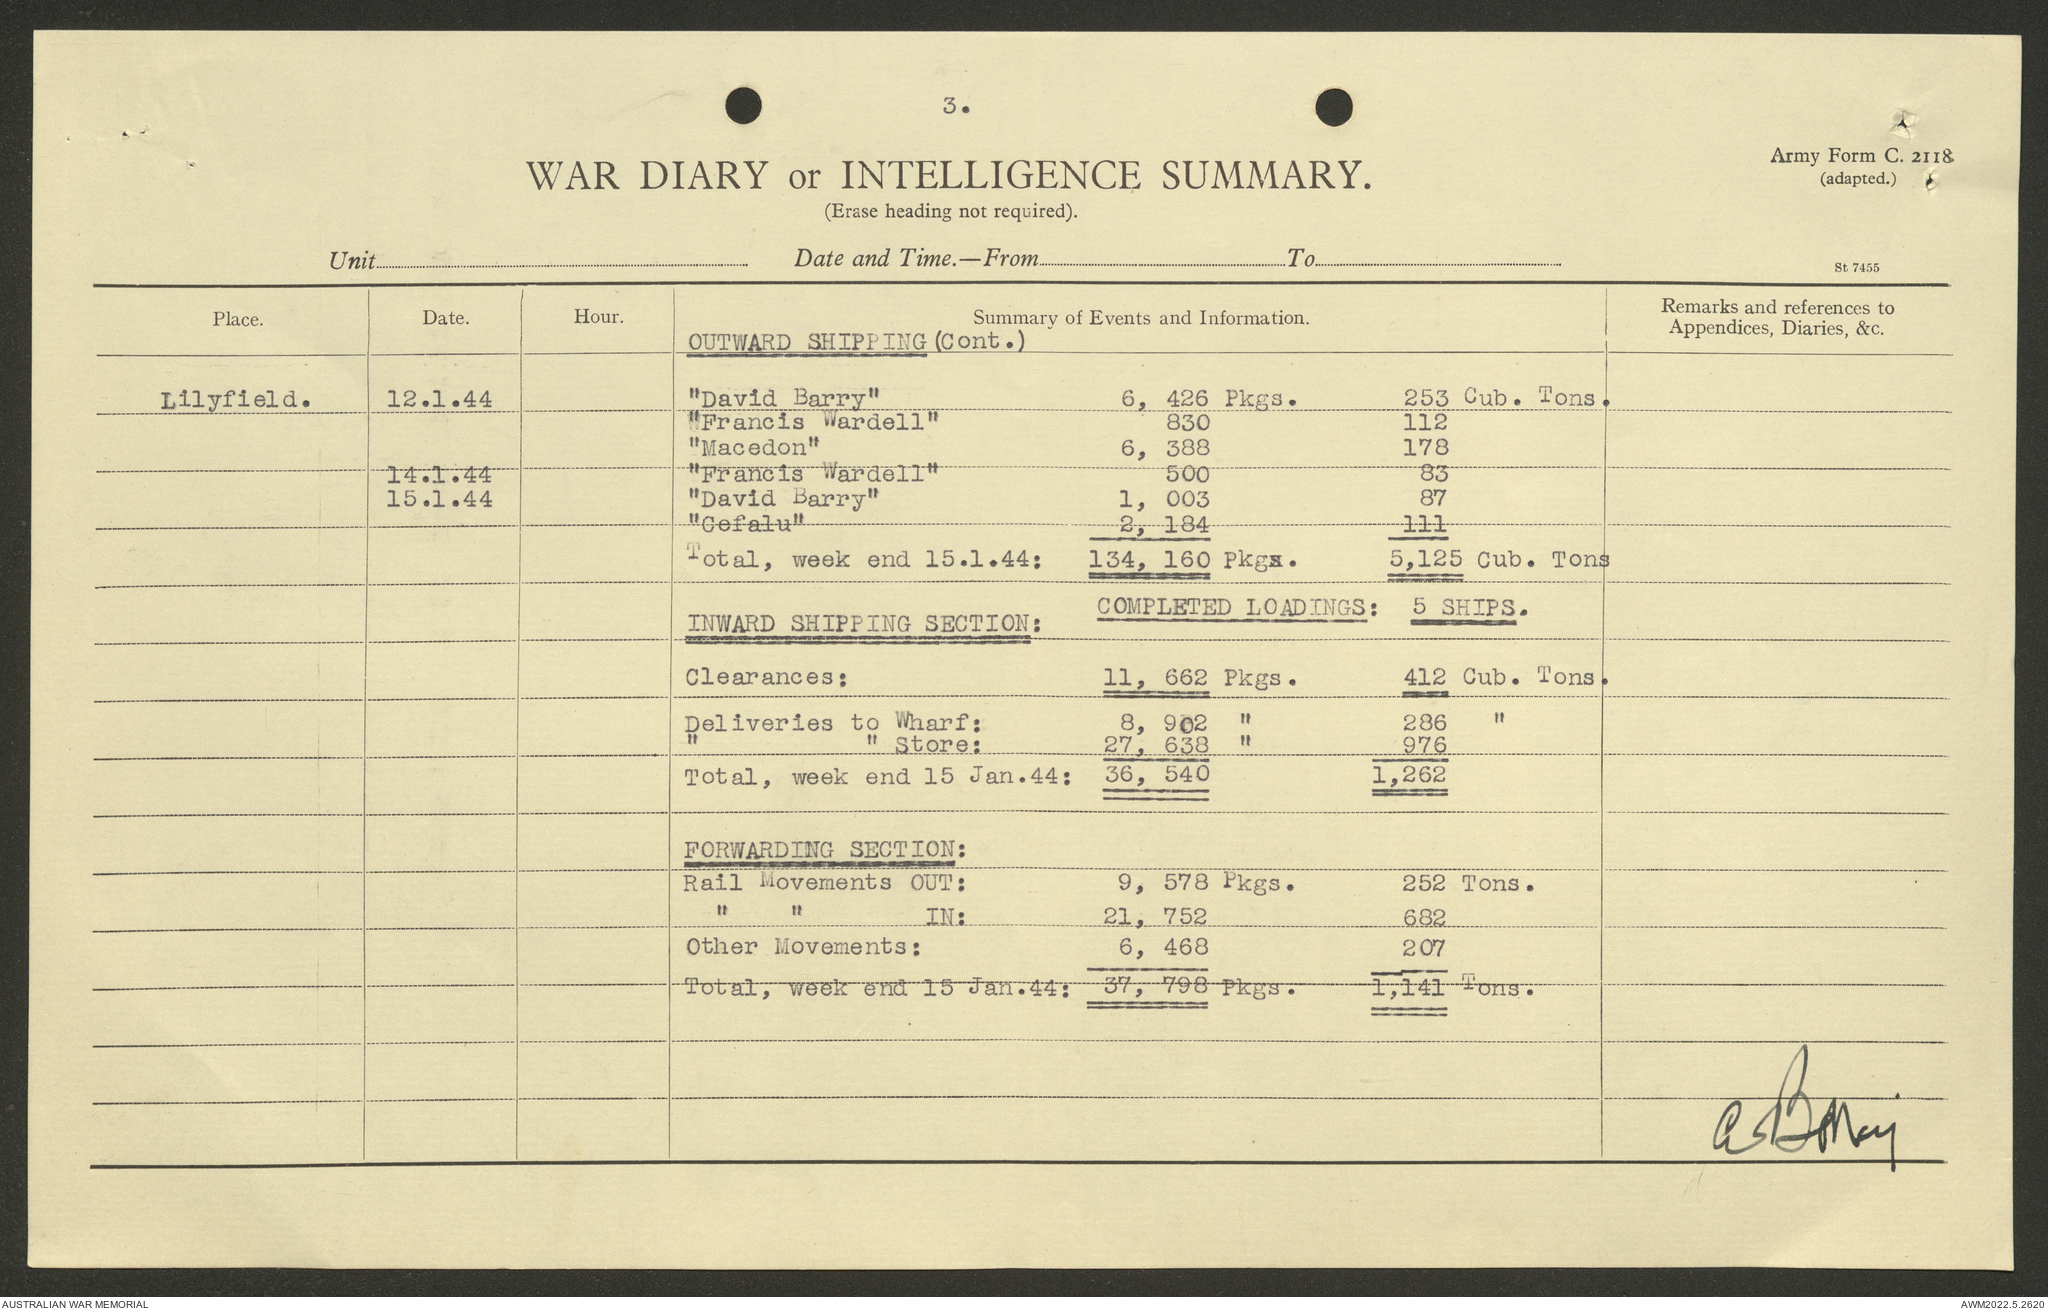 3.
WAR DIARY or INTELLIGENCE SUMMARY.
Army Form C. 2118
(adapted.)
(Erase heading not required).
Unit Date and Time.—From To
St 7455
Place. Date. Hour. Summary of Events and Information. Remarks and references to
Appendices, Diaries, &c.
OUTWARD SHIPPING (Cont.)
Lilyfield. 12.1.44 "David Barry" 6, 426 Pkgs. 253 Cub. Tons.
"Francis Wardell" 830 112
"Macedon" 6, 388 178
14.1.44 "Francis Wardell" 500 83
15.1.44 "David Barry" 1, 003 87
"Cefalu" 2, 184 111
Total, week end 15.1.44: 134, 160 Pkgs. 5,125 Cub. Tons
COMPLETED LOADINGS: 5 SHIPS.
INWARD SHIPPING SECTION:
Clearances: 11, 662 Pkgs. 412 Cub. Tons.
Deliveries to Wharf: 8, 902 " 286 "
" " Store: 27, 638 " 976
Total, week end 15 Jan.44: 36, 540 1,262
FORWARDING SECTION:
Rail Movements OUT: 9, 578 Pkgs. 252 Tons.
" " IN: 21, 752 682
Other Movements: 6, 468 207
Total, week end 15 Jan.44: 37, 798 Pkgs. 1,141 Tons.
AUSTRALIAN WAR MEMORIAL
AWM2022.5.2620